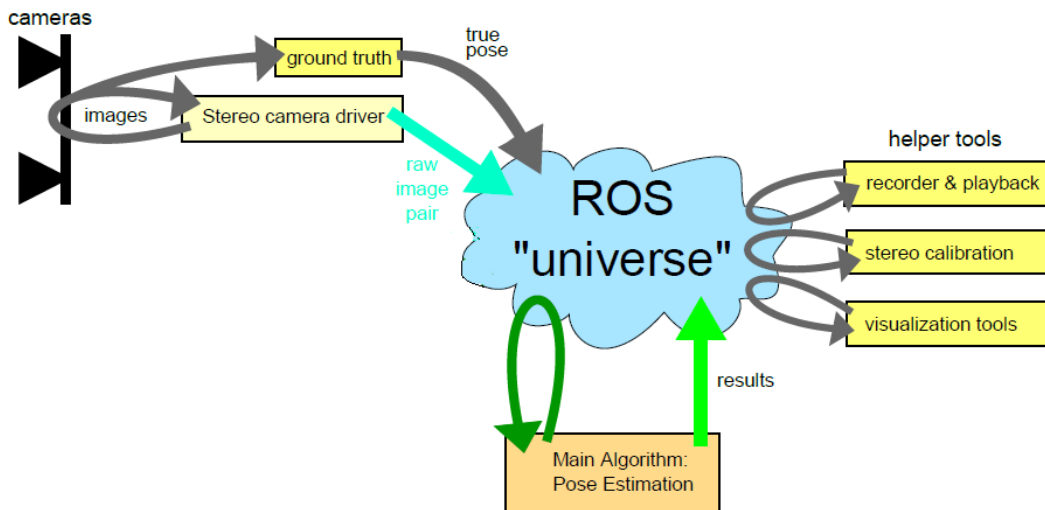 cameras
ground truth
true
pose
images
Stereo camera driver
raw
image
pair
ROS
"universe"
helper tools
recorder & playback
stereo calibration
visualization tools
results
Main Algorithm:
Pose Estimation